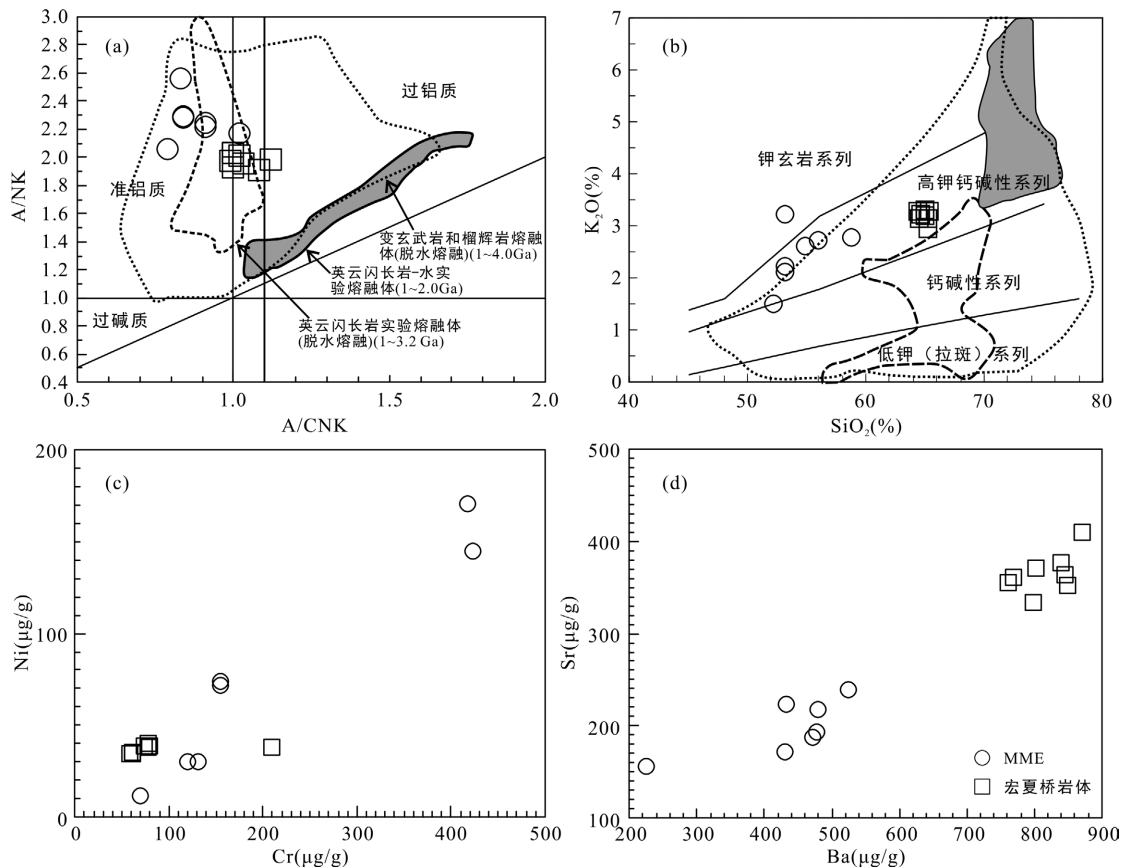 3.0
2.8
2.6
2.4
2.2
2.0
1.8
1.6
1.4
1.2
1.0
0.8
0.6
0.4
A/NK
(a)
过铝质
准铝质
变玄武岩和榴辉岩熔融
体(脱水熔融)(1~4.0Ga)
英云闪长岩-水实
验熔融体(1~2.0Ga)
过碱质
英云闪长岩实验熔融体
(脱水熔融)(1~3.2 Ga)
0.5
1.0
1.5
2.0
A/CNK
7
6
5
4
3
2
1
0
K₂O(%)
(b)
钾玄岩系列
高钾钙碱性系列
钙碱性系列
低钾（拉斑）系列
40
50
60
70
80
SiO₂(%)
200
100
0
Ni(μg/g)
(c)
0
100
200
300
400
500
Cr(μg/g)
500
400
300
200
100
Sr(μg/g)
(d)
MME
宏夏桥岩体
200
300
400
500
600
700
800
900
Ba(μg/g)